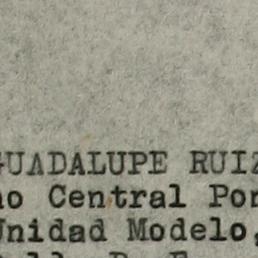 GUADALUPE RUIZ
no Central Por
Unidad Modelo,